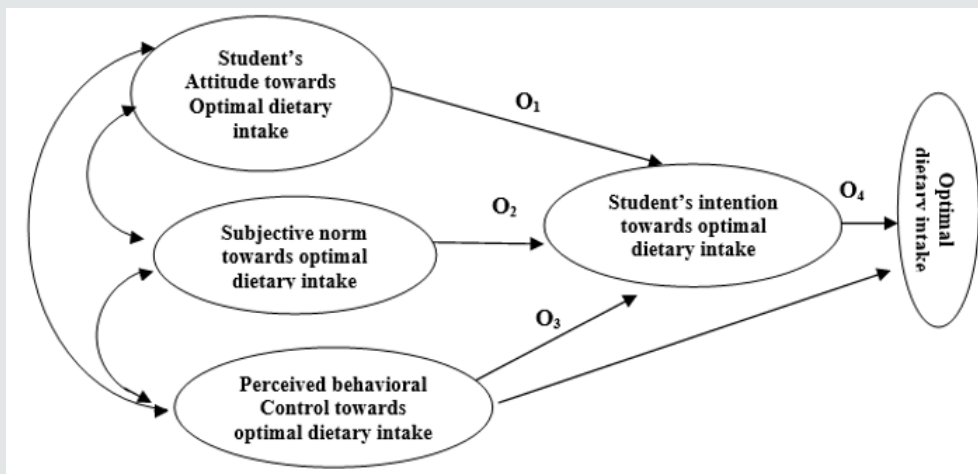 Student's
Attitude towards
Optimal dietary
intake
O₁
Subjective norm
towards optimal
dietary intake
O₂
Student's intention
towards optimal
dietary intake
O₄
Optimal
dietary intake
O₃
Perceived behavioral
Control towards
optimal dietary intake